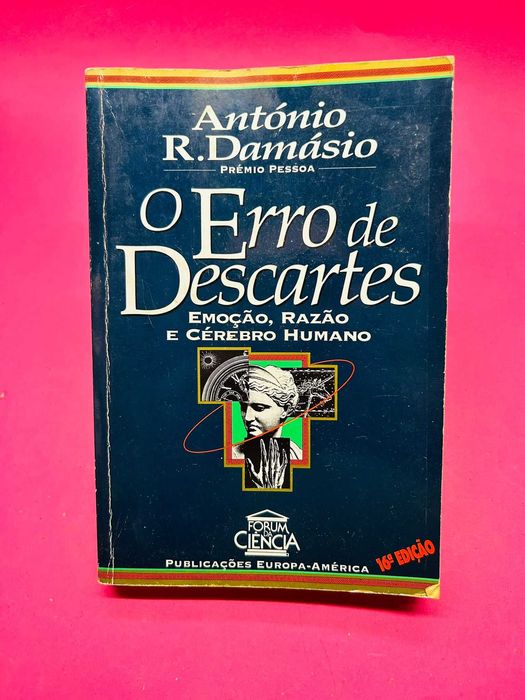 António
R. Damásio
PRÉMIO PESSOA
O Erro de
Descartes
EMOÇÃO, RAZÃO
E CÉREBRO HUMANO
FORUM
DA
CIÊNCIA
PUBLICAÇÕES EUROPA-AMÉRICA
16ª EDIÇÃO